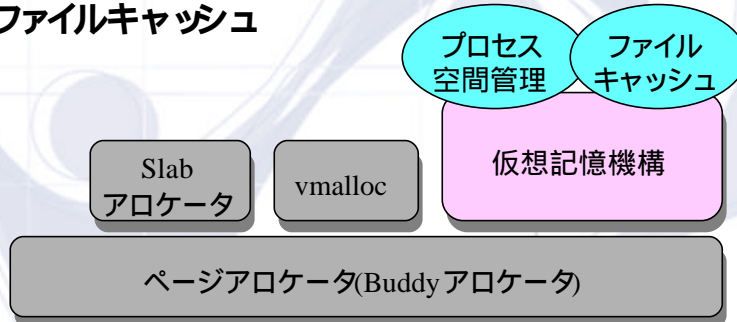 ファイルキャッシュ
プロセス
空間管理
ファイル
キャッシュ
Slab
アロケータ
vmalloc
仮想記憶機構
ページアロケータ(Buddyアロケータ)